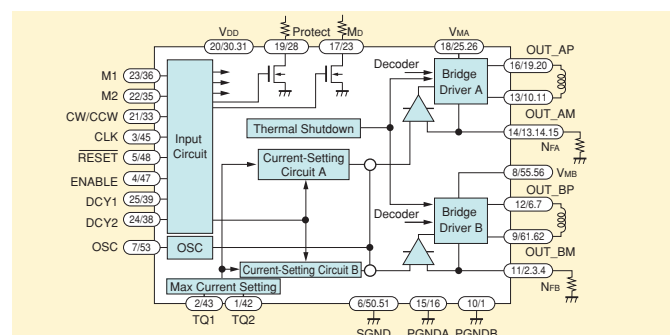 VDD
Protect
MD
VMA
20/30.31
19/28
17/23
18/25.26
OUT_AP
16/19.20
13/10.11
OUT_AM
14/13.14.15
NFA
M1
23/36
M2
22/35
CW/CCW
21/33
CLK
3/45
RESET
5/48
ENABLE
4/47
DCY1
25/39
DCY2
24/38
OSC
7/53
Input
Circuit
OSC
Decoder
Bridge
Driver A
Thermal Shutdown
Current-Setting
Circuit A
8/55.56
VMB
OUT_BP
12/6.7
Decoder
Bridge
Driver B
9/61.62
OUT_BM
11/2.3.4
NFB
Current-Setting Circuit B
Max Current Setting
2/43
1/42
6/50.51
15/16
10/1
TQ1
TQ2
SGND
PGNDA
PGNDB